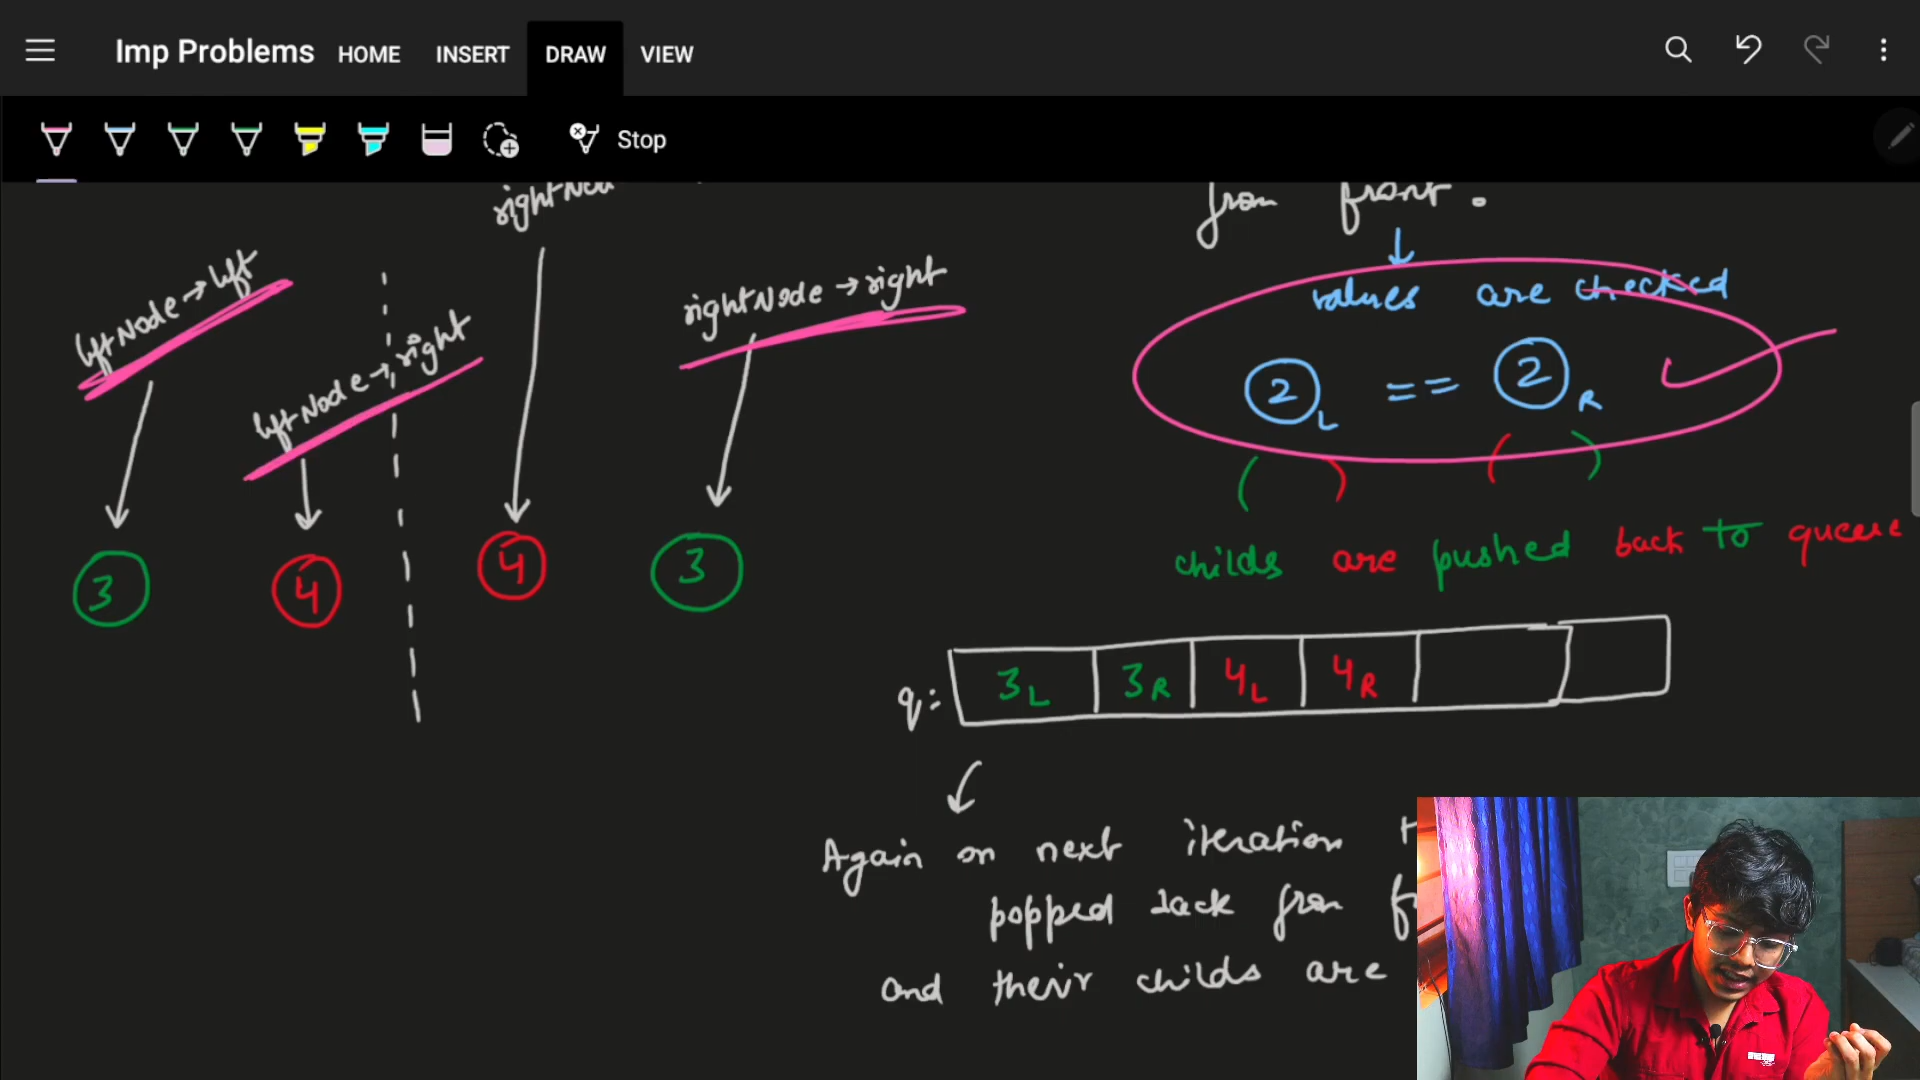 Imp Problems HOME INSERT DRAW VIEW
Stop
from front.
leftNode → left
leftNode → right
rightNode → right
values are checked
2 L == 2 R
childs are pushed back to queue
3 4 4 3
q: 3L 3R 4L 4R
Again on next iteration
popped back from
and their childs are